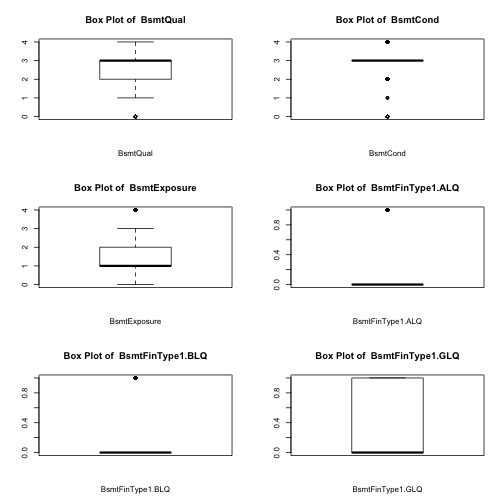 Box Plot of  BsmtQual
4
3
2
1
0
BsmtQual
Box Plot of  BsmtCond
4
3
2
1
0
BsmtCond
Box Plot of  BsmtExposure
4
3
2
1
0
BsmtExposure
Box Plot of  BsmtFinType1.ALQ
0.8
0.4
0.0
BsmtFinType1.ALQ
Box Plot of  BsmtFinType1.BLQ
0.8
0.4
0.0
BsmtFinType1.BLQ
Box Plot of  BsmtFinType1.GLQ
0.8
0.4
0.0
BsmtFinType1.GLQ